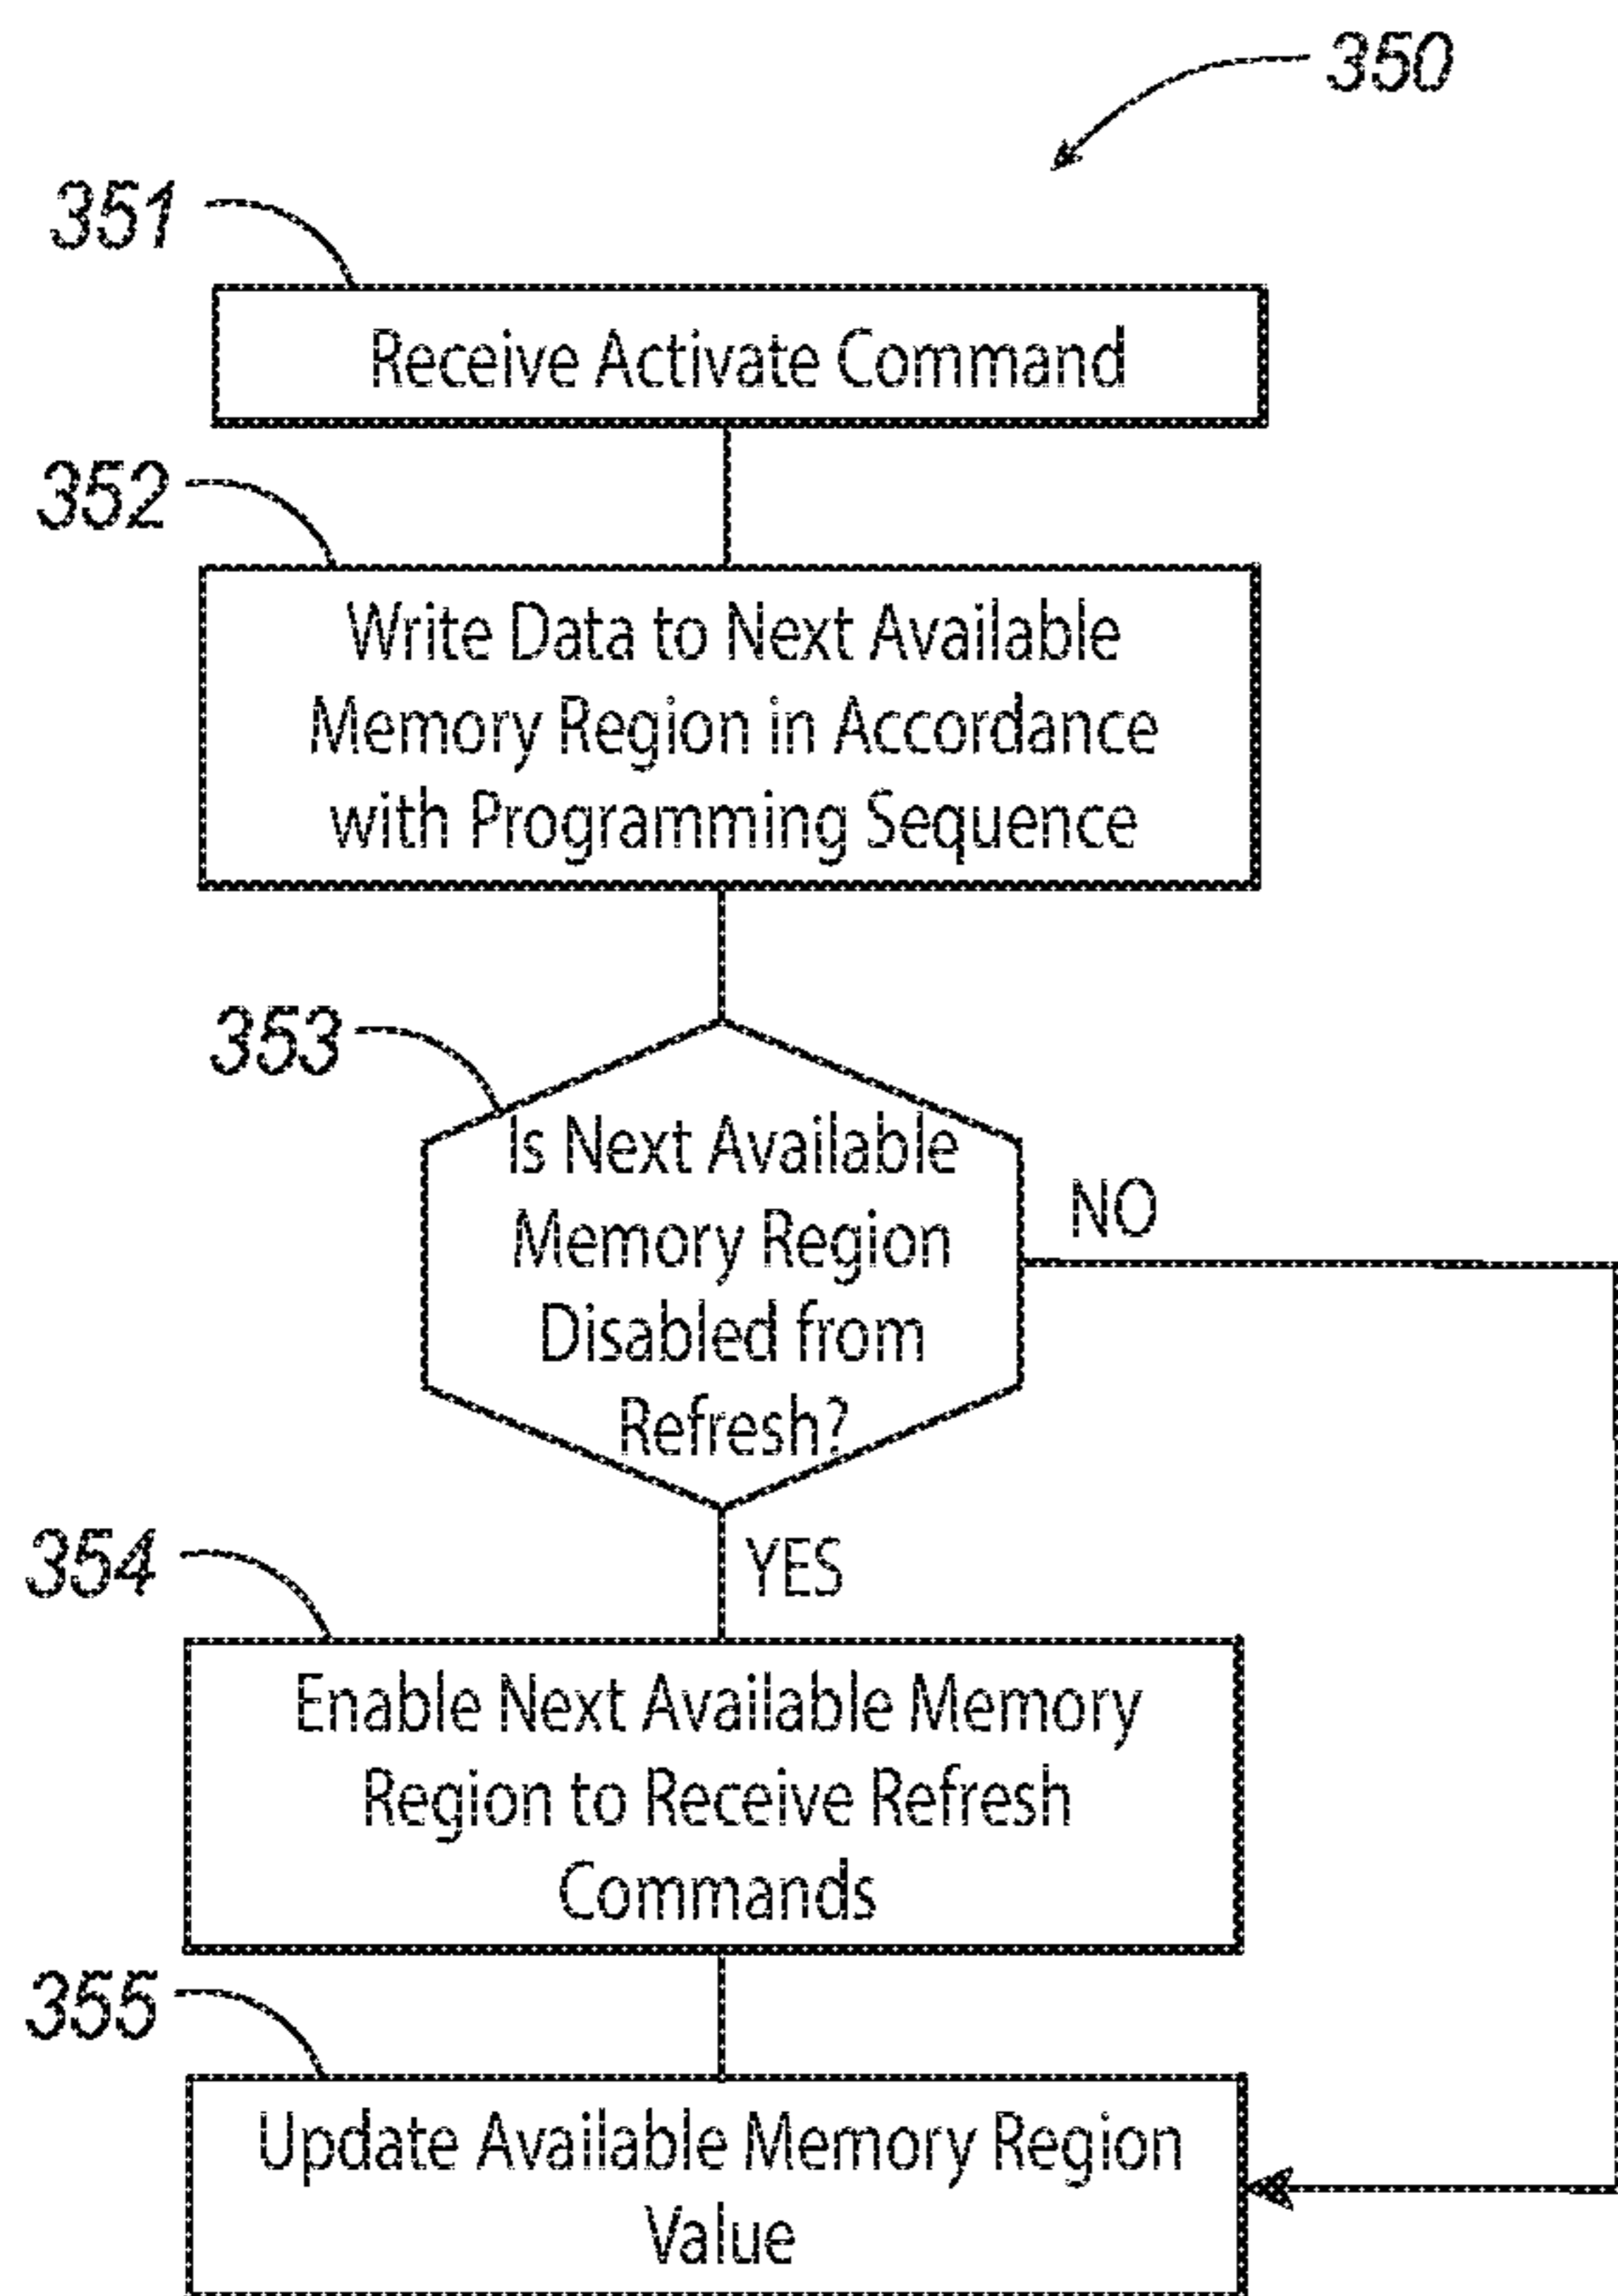 350
351
Receive Activate Command
352
Write Data to Next Available
Memory Region in Accordance
with Programming Sequence
353
Is Next Available
Memory Region
Disabled from
Refresh?
NO
YES
354
Enable Next Available Memory
Region to Receive Refresh
Commands
355
Update Available Memory Region
Value